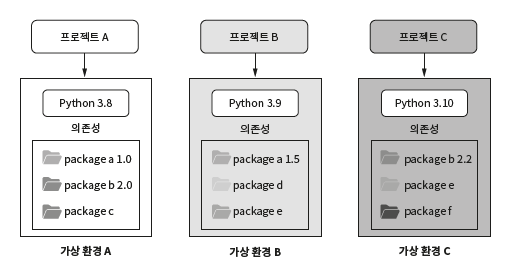 프로젝트 A
프로젝트 B
프로젝트 C
Python 3.8
의존성
package a 1.0
package b 2.0
package c
가상 환경 A
Python 3.9
의존성
package a 1.5
package d
package e
가상 환경 B
Python 3.10
의존성
package b 2.2
package e
package f
가상 환경 C